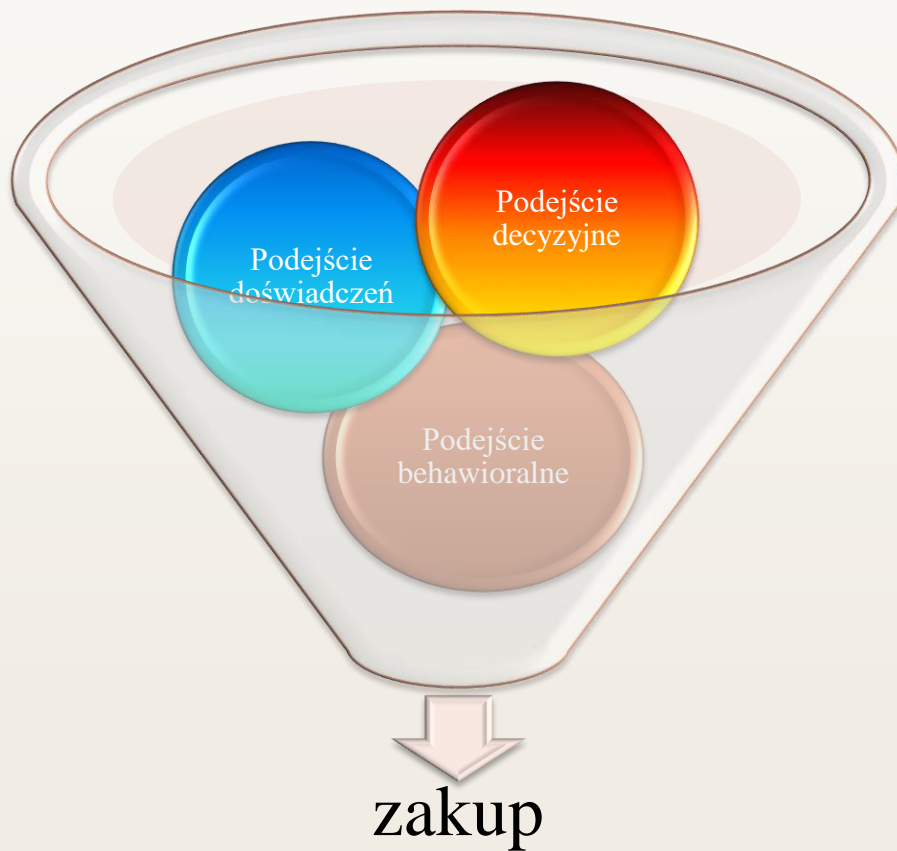 Podejście
decyzyjne
Podejście
doświadczeń
Podejście
behawioralne
zakup